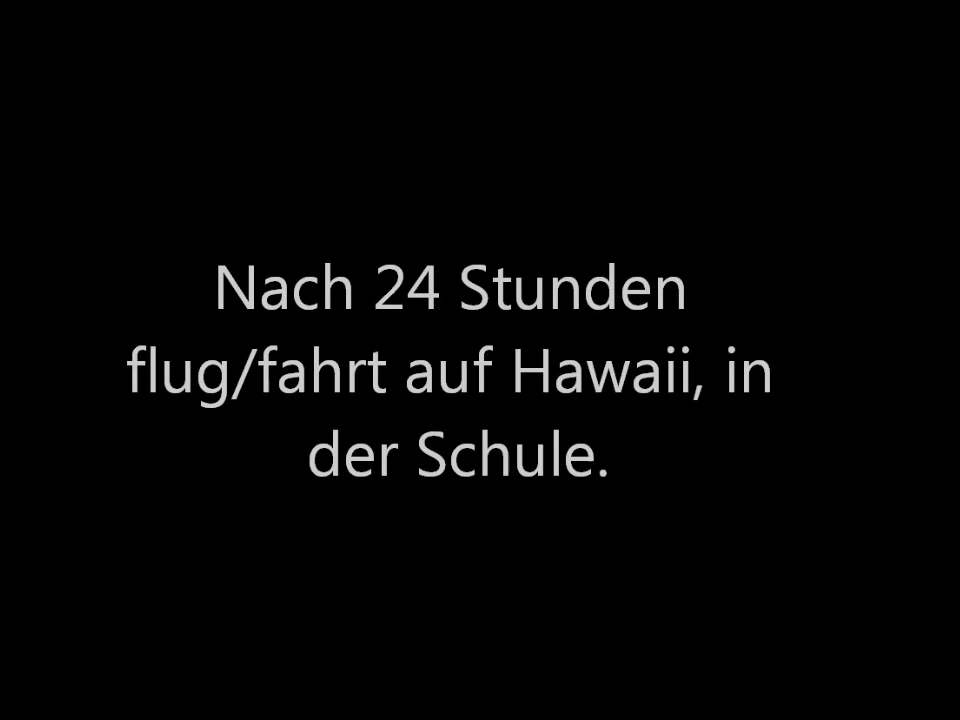 Nach 24 Stunden
flug/fahrt auf Hawaii, in
der Schule.